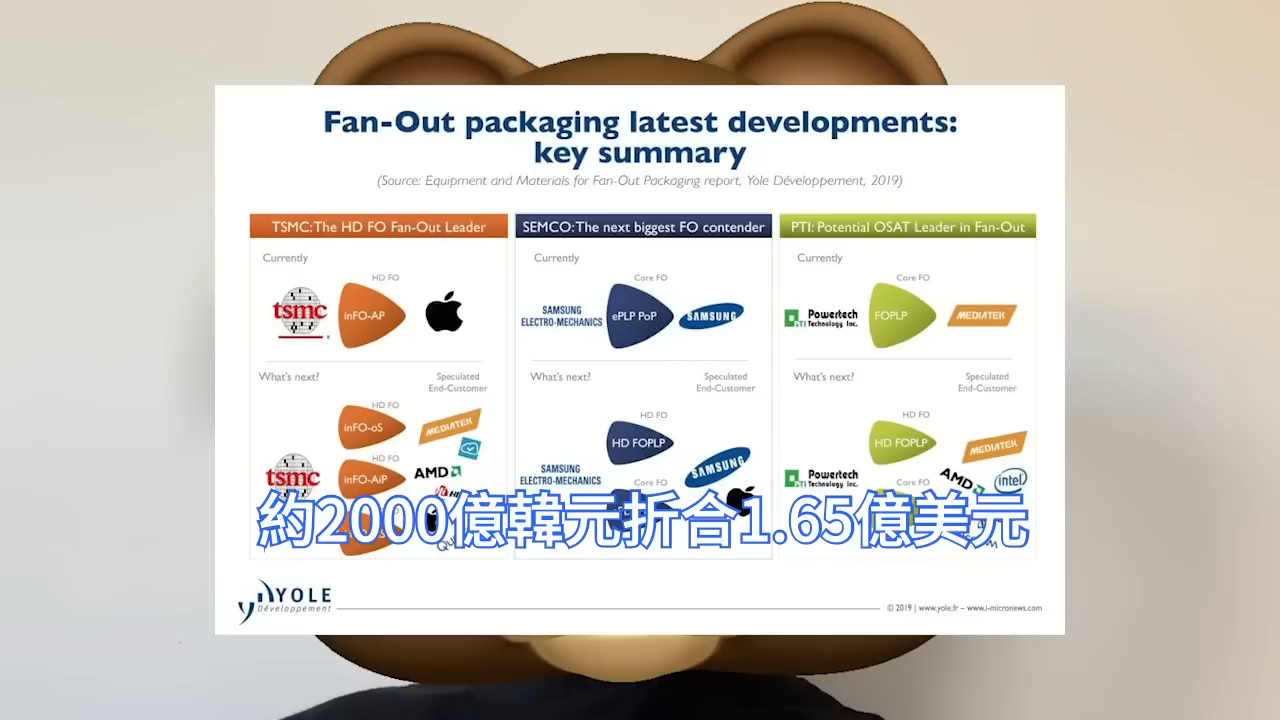 Fan-Out packaging latest developments:
key summary
(Source: Equipment and Materials for Fan-Out Packaging report, Yole Développement, 2019)
TSMC: The HD FO Fan-Out Leader
Currently
HD FO
tsmc
inFO-AP
What's next?
Speculated
End-Customer
HD FO
inFO-oS
MEDIATEK
HD FO
tsmc
inFO-AiP
AMD
SEMCO: The next biggest FO contender
Currently
Core FO
SAMSUNG
ELECTRO-MECHANICS
ePLP PoP
SAMSUNG
What's next?
Speculated
End-Customer
HD FO
HD FOPLP
SAMSUNG
ELECTRO-MECHANICS
SAMSUNG
PTI: Potential OSAT Leader in Fan-Out
Currently
Core FO
PTI Powertech
Technology Inc.
FOPLP
MEDIATEK
What's next?
Speculated
End-Customer
HD FO
HD FOPLP
MEDIATEK
PTI Powertech
Technology Inc.
Core FO
AMD
intel
約2000億韓元折合1.65億美元
YOLE
Développement
© 2019 | www.yole.fr – www.i-micronews.com